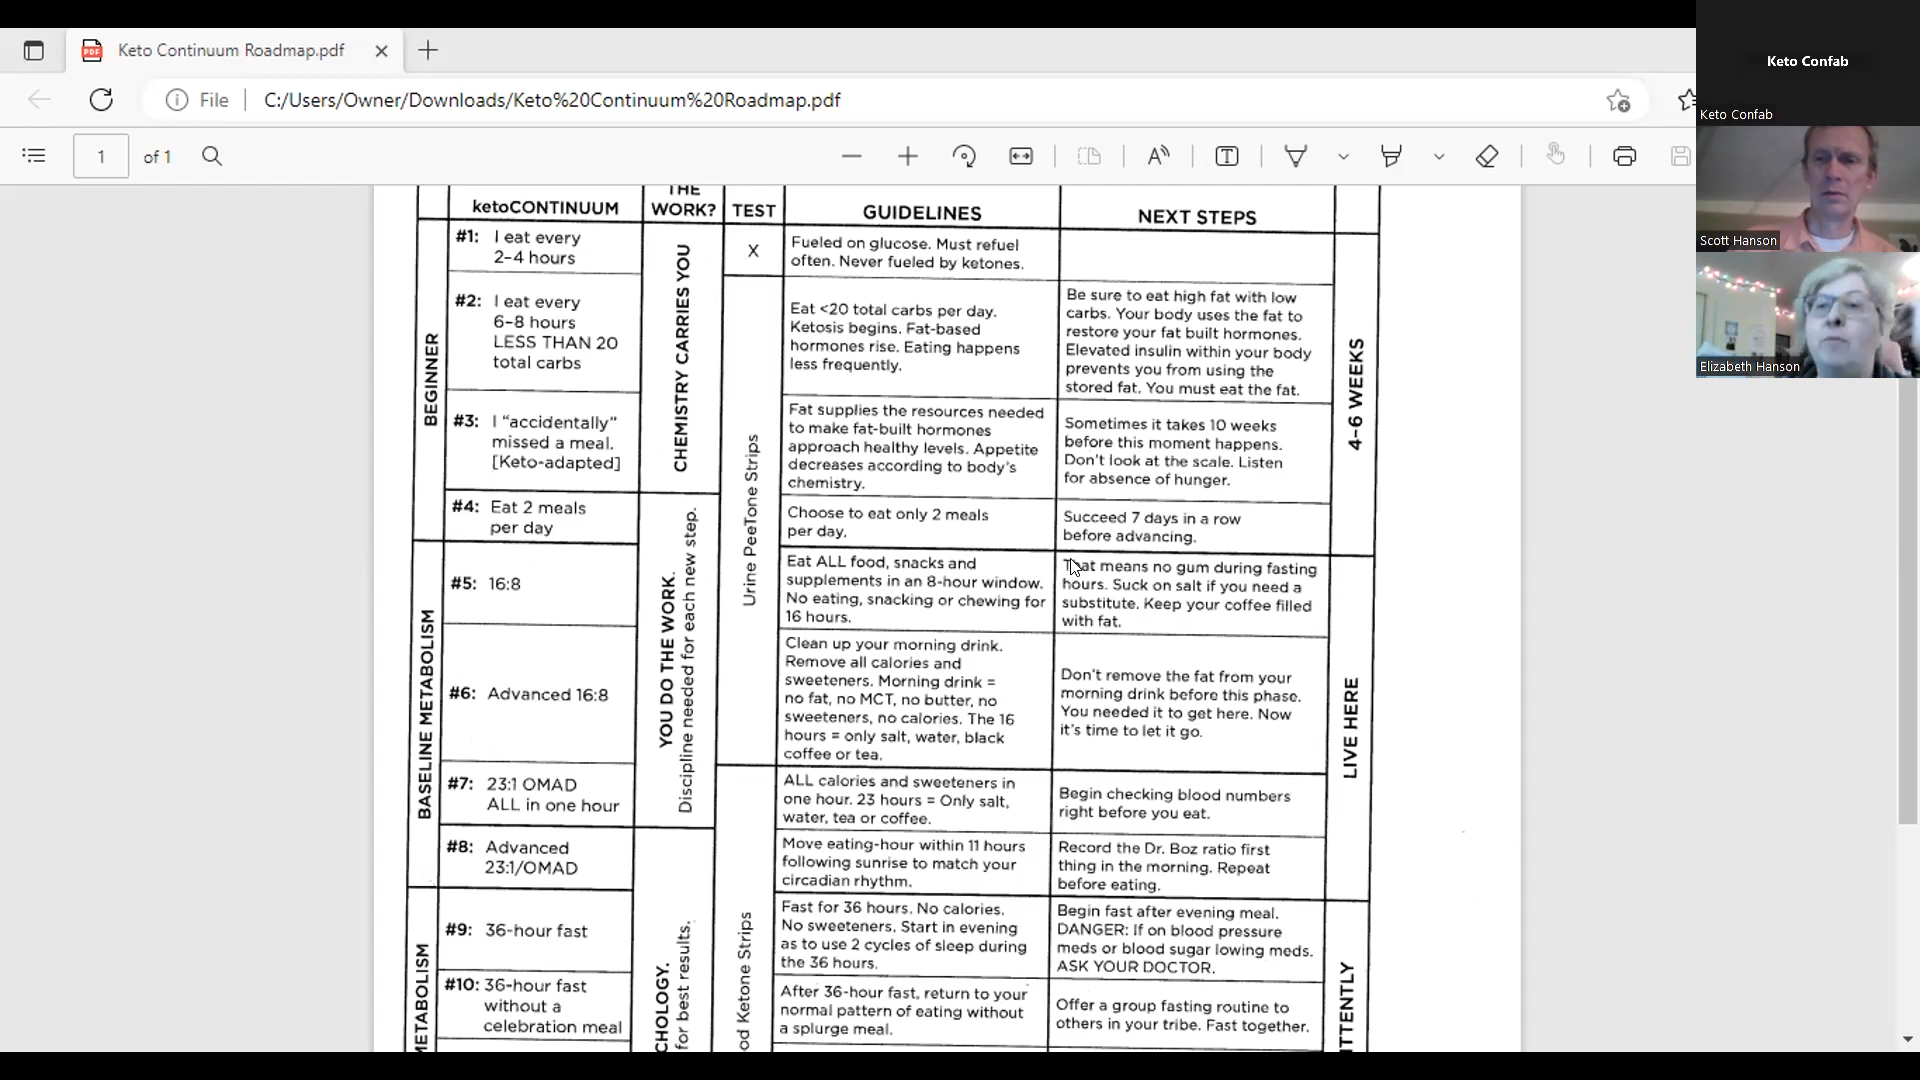 Keto Continuum Roadmap.pdf
File
C:/Users/Owner/Downloads/Keto%20Continuum%20Roadmap.pdf
1
of 1
Keto Confab
Keto Confab
Scott Hanson
Elizabeth Hanson
ketoCONTINUUM
THE
WORK?
TEST
GUIDELINES
NEXT STEPS
BEGINNER
CHEMISTRY CARRIES YOU
4-6 WEEKS
#1: I eat every
2-4 hours
X
Fueled on glucose. Must refuel
often. Never fueled by ketones.
#2: I eat every
6-8 hours
LESS THAN 20
total carbs
Urine PeeTone Strips
Eat <20 total carbs per day.
Ketosis begins. Fat-based
hormones rise. Eating happens
less frequently.
Be sure to eat high fat with low
carbs. Your body uses the fat to
restore your fat built hormones.
Elevated insulin within your body
prevents you from using the
stored fat. You must eat the fat.
#3: I "accidentally"
missed a meal.
[Keto-adapted]
Fat supplies the resources needed
to make fat-built hormones
approach healthy levels. Appetite
decreases according to body's
chemistry.
Sometimes it takes 10 weeks
before this moment happens.
Don't look at the scale. Listen
for absence of hunger.
#4: Eat 2 meals
per day
YOU DO THE WORK.
Discipline needed for each new step.
Choose to eat only 2 meals
per day.
Succeed 7 days in a row
before advancing.
BASELINE METABOLISM
LIVE HERE
#5: 16:8
Eat ALL food, snacks and
supplements in an 8-hour window.
No eating, snacking or chewing for
16 hours.
That means no gum during fasting
hours. Suck on salt if you need a
substitute. Keep your coffee filled
with fat.
#6: Advanced 16:8
Clean up your morning drink.
Remove all calories and
sweeteners. Morning drink =
no fat, no MCT, no butter, no
sweeteners, no calories. The 16
hours = only salt, water, black
coffee or tea.
Don't remove the fat from your
morning drink before this phase.
You needed it to get here. Now
it's time to let it go.
#7: 23:1 OMAD
ALL in one hour
ALL calories and sweeteners in
one hour. 23 hours = Only salt,
water, tea or coffee.
Begin checking blood numbers
right before you eat.
#8: Advanced
23:1/OMAD
Move eating-hour within 11 hours
following sunrise to match your
circadian rhythm.
Record the Dr. Boz ratio first
thing in the morning. Repeat
before eating.
METABOLISM
CHOLOGY.
for best results.
od Ketone Strips
ITTENTLY
#9: 36-hour fast
Fast for 36 hours. No calories.
No sweeteners. Start in evening
as to use 2 cycles of sleep during
the 36 hours.
Begin fast after evening meal.
DANGER: If on blood pressure
meds or blood sugar lowering meds.
ASK YOUR DOCTOR.
#10: 36-hour fast
without a
celebration meal
After 36-hour fast, return to your
normal pattern of eating without
a splurge meal.
Offer a group fasting routine to
others in your tribe. Fast together.